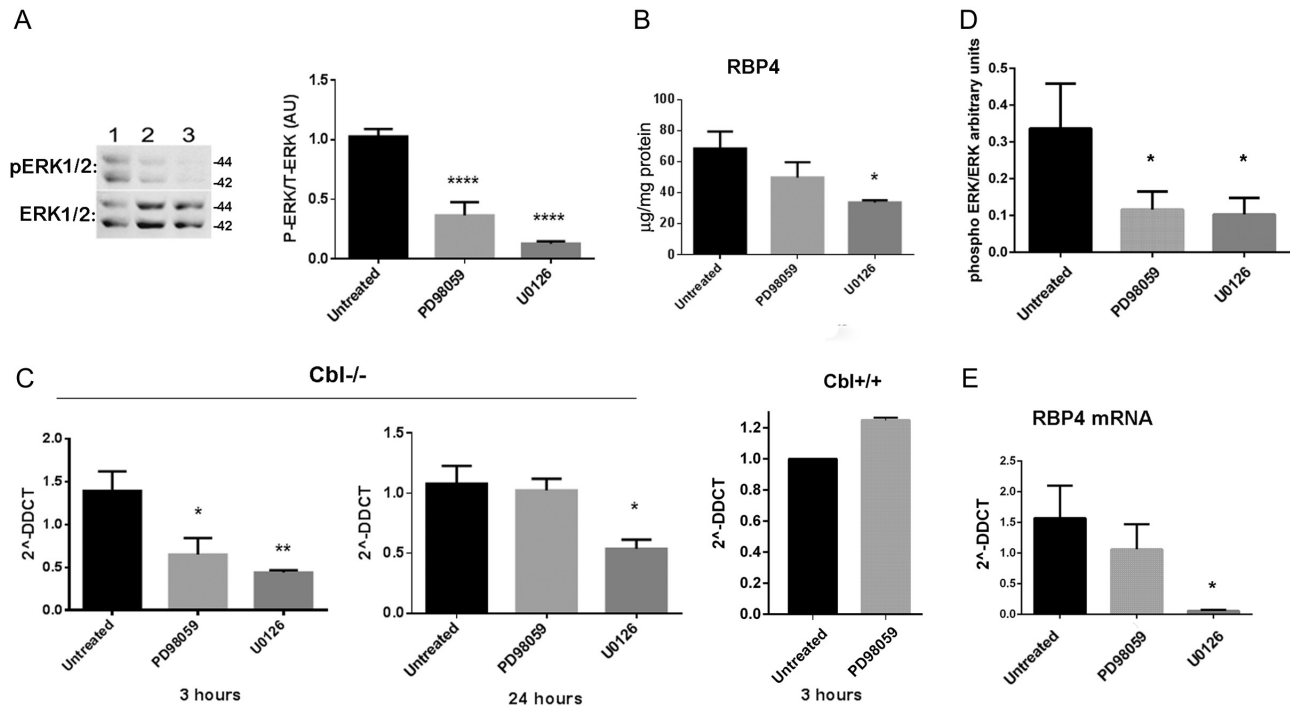 A
1 2 3
pERK1/2:
-44
-42
ERK1/2:
-44
-42
P-ERK/T-ERK (AU)
1.5
1.0
0.5
0.0
****
****
Untreated
PD98059
U0126
B
RBP4
µg/mg protein
100
80
60
40
20
0
*
Untreated
PD98059
U0126
D
phospho ERK/ERK arbitrary units
0.5
0.4
0.3
0.2
0.1
0.0
*
*
Untreated
PD98059
U0126
C
Cbl-/-
2^-DDCT
2.0
1.5
1.0
0.5
0.0
*
**
Untreated
PD98059
U0126
3 hours
2^-DDCT
1.5
1.0
0.5
0.0
*
Untreated
PD98059
U0126
24 hours
Cbl+/+
2^-DDCT
1.2
1.0
0.8
0.6
0.4
0.2
0.0
Untreated
PD98059
3 hours
E
RBP4 mRNA
2^-DDCT
2.5
2.0
1.5
1.0
0.5
0.0
*
Untreated
PD98059
U0126